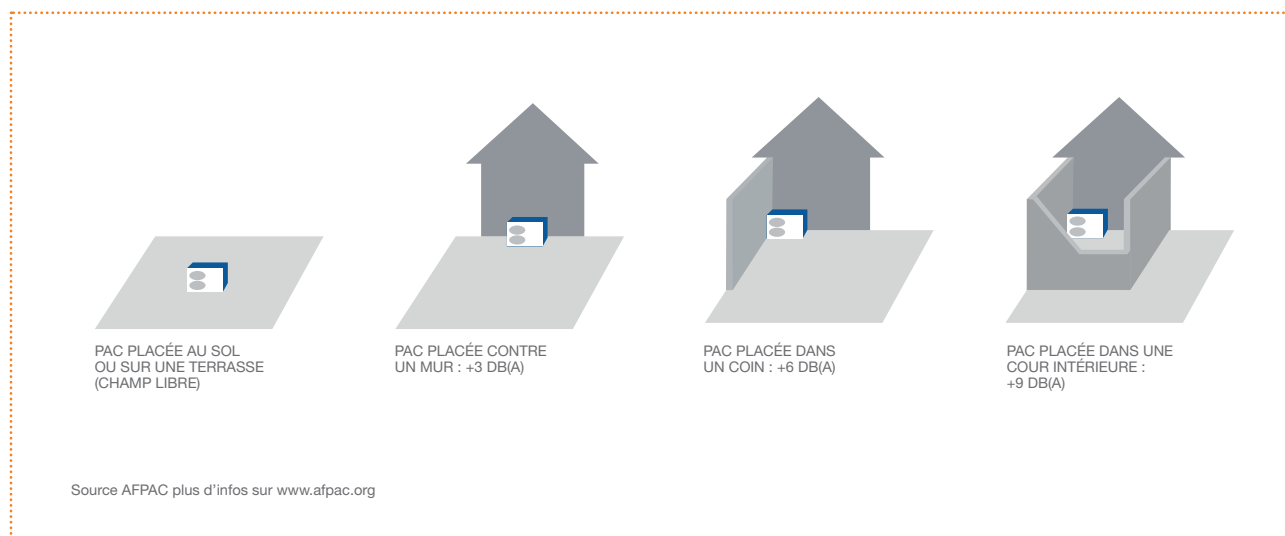 PAC PLACÉE AU SOL
OU SUR UNE TERRASSE
(CHAMP LIBRE)
PAC PLACÉE CONTRE
UN MUR : +3 DB(A)
PAC PLACÉE DANS
UN COIN : +6 DB(A)
PAC PLACÉE DANS UNE
COUR INTÉRIEURE :
+9 DB(A)
Source AFPAC plus d’infos sur www.afpac.org